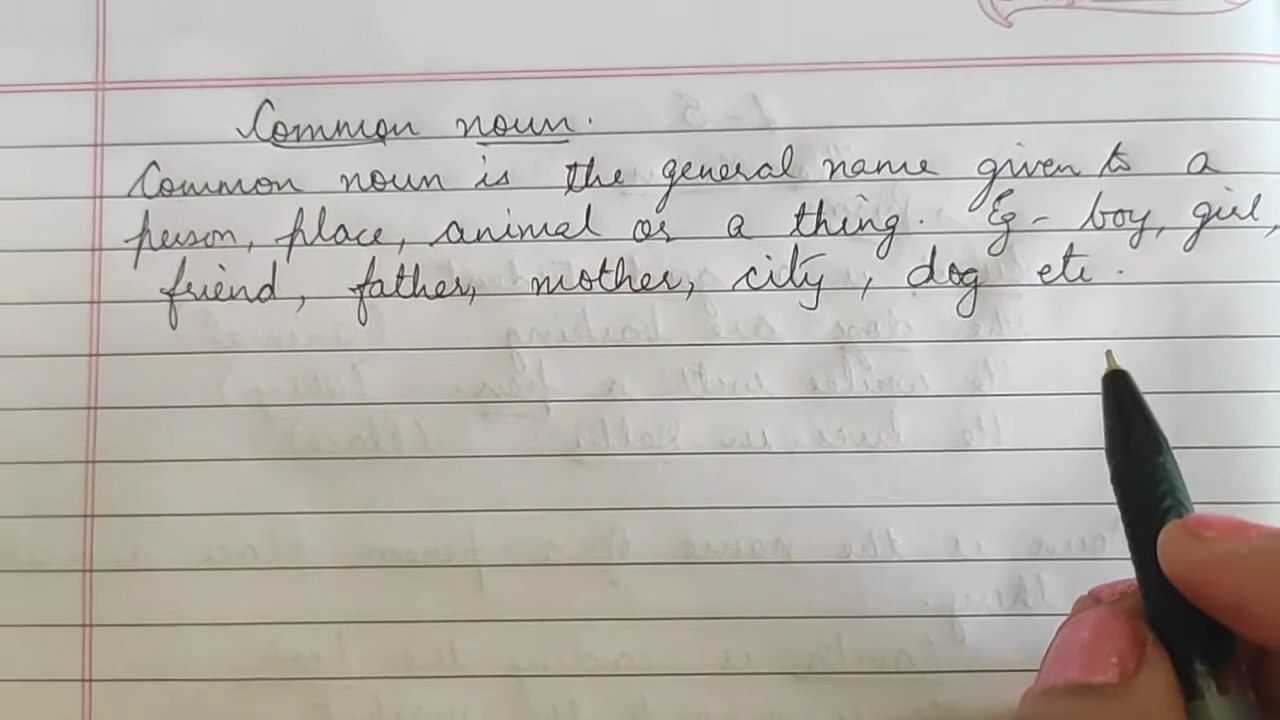 Common noun.
Common noun is the general name given to a
person, place, animal or a thing. Eg - boy, girl,
friend, father, mother, city, dog etc.